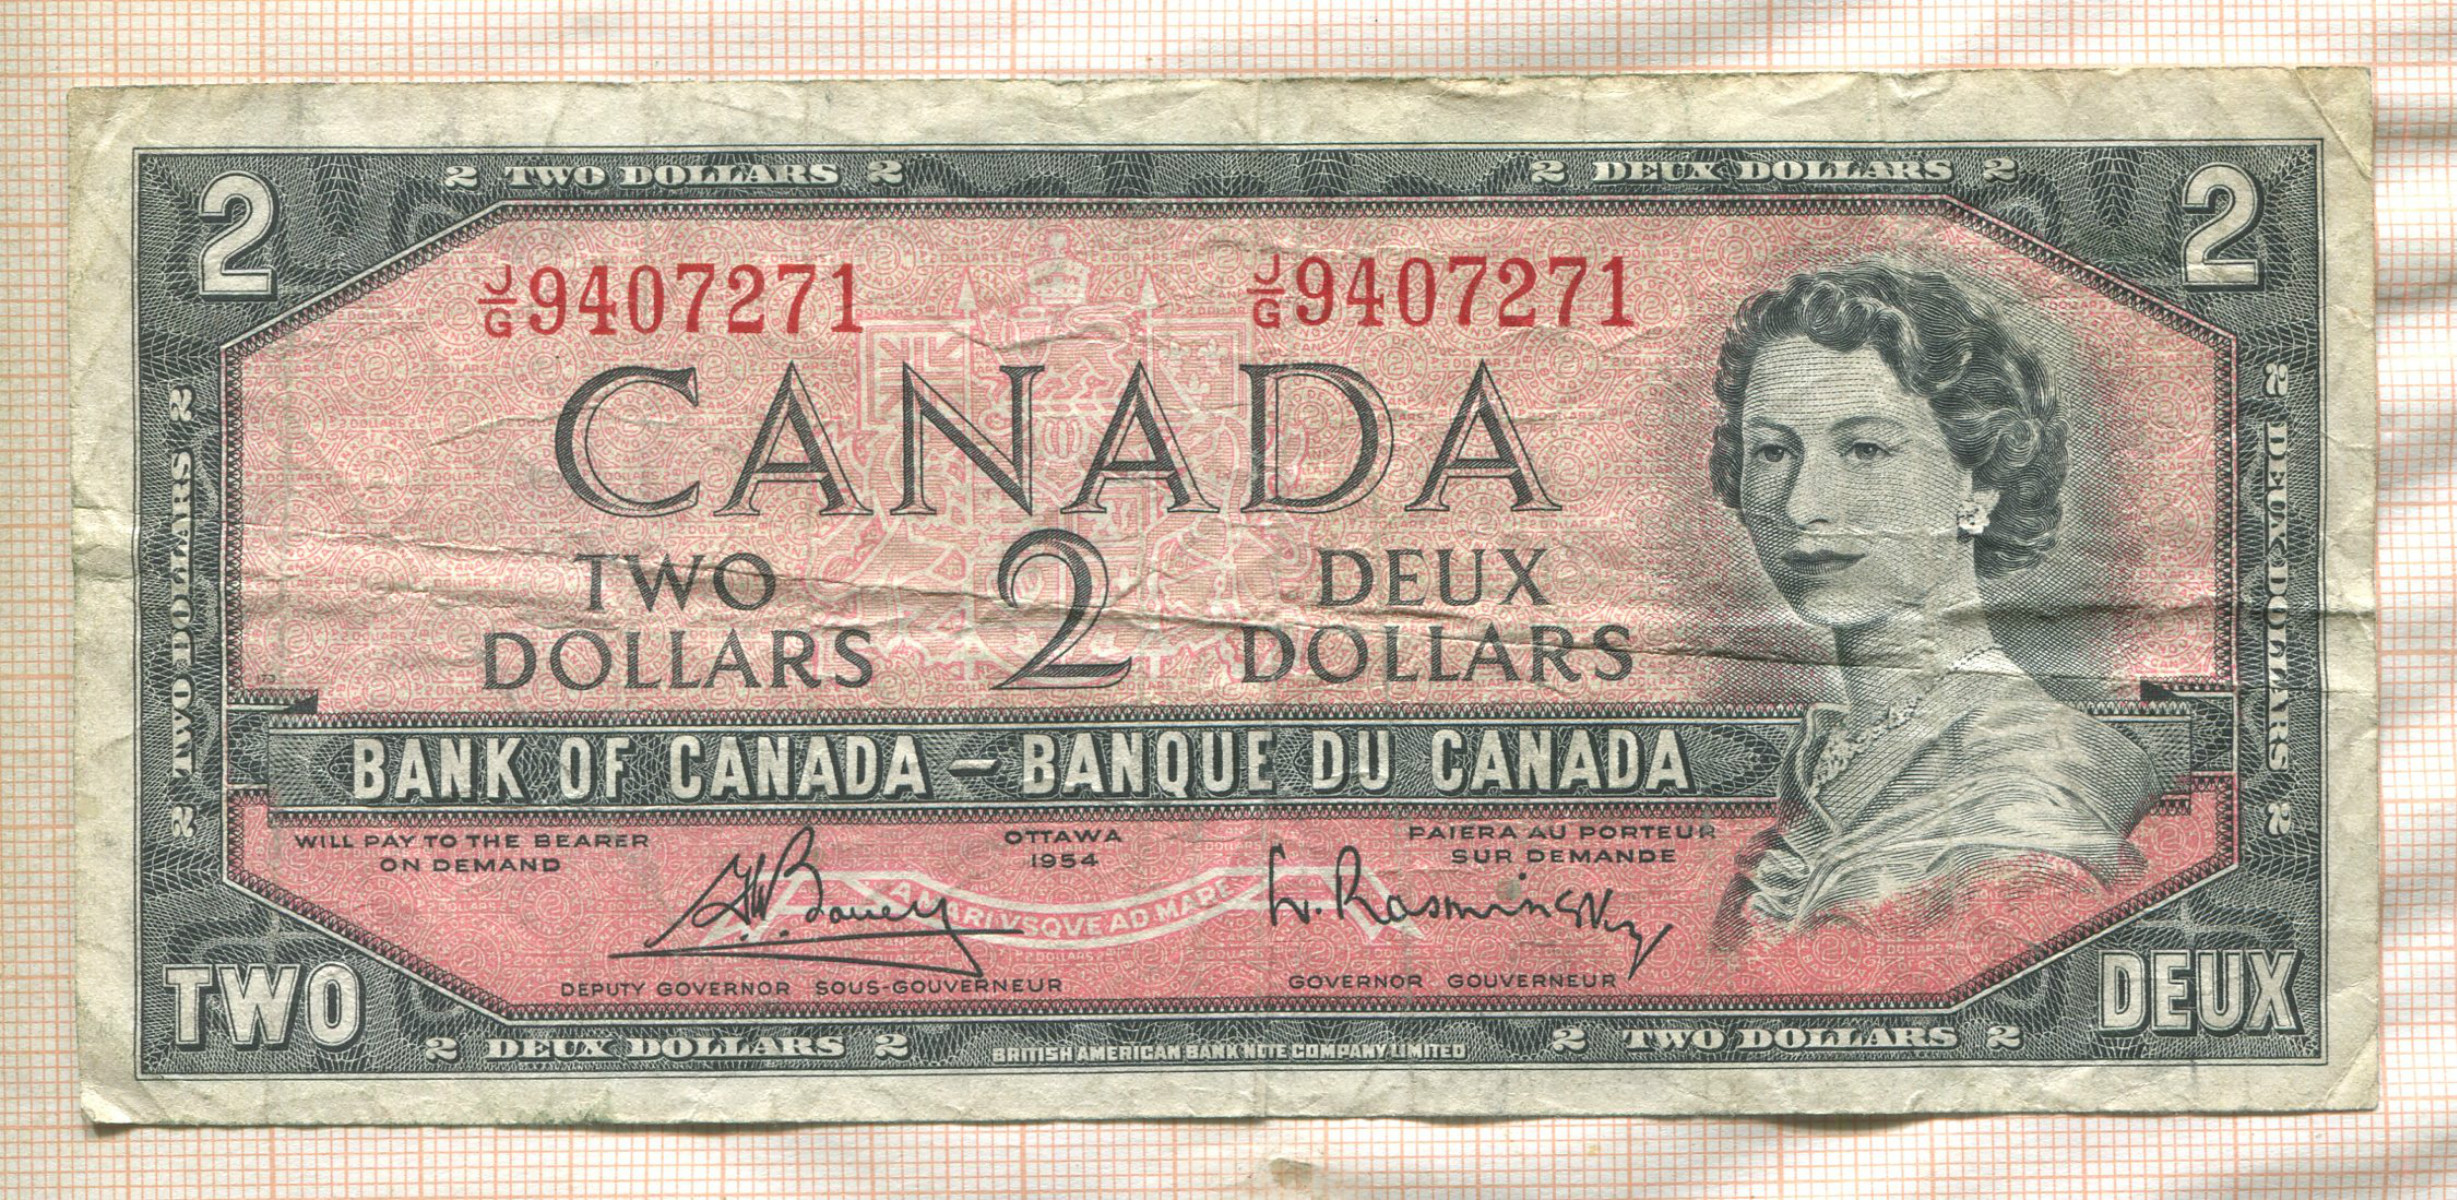 2 TWO DOLLARS 2
2 DEUX DOLLARS 2
2
2
J/G 9407271
J/G 9407271
CANADA
TWO DOLLARS
2
DEUX DOLLARS
2 TWO DOLLARS 2
2 DEUX DOLLARS 2
BANK OF CANADA – BANQUE DU CANADA
WILL PAY TO THE BEARER
ON DEMAND
OTTAWA
1954
PAIERA AU PORTEUR
SUR DEMANDE
A MARI VSQVE AD MARE
L. Rasminsky
DEPUTY GOVERNOR SOUS-GOUVERNEUR
GOVERNOR GOUVERNEUR
TWO
DEUX
2 DEUX DOLLARS 2
BRITISH AMERICAN BANK NOTE COMPANY LIMITED
2 TWO DOLLARS 2